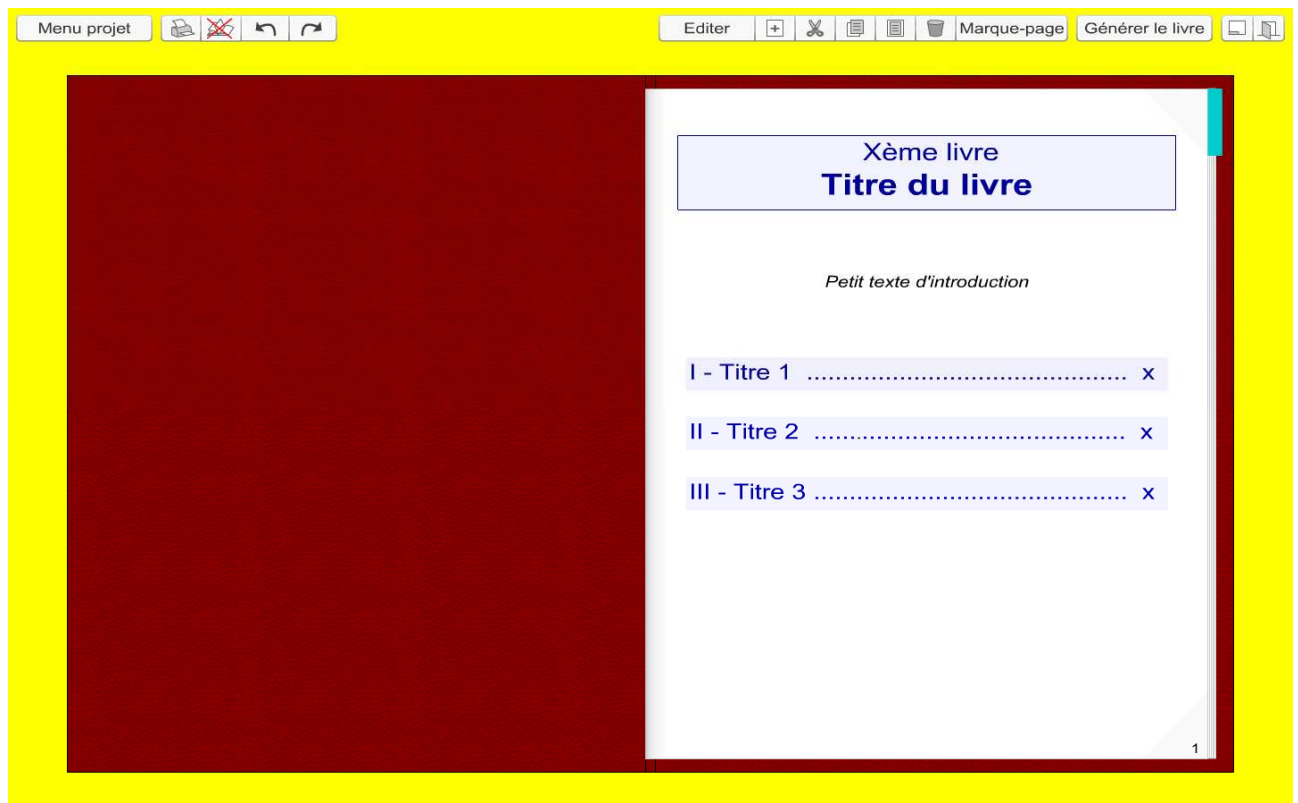 Menu projet
Editer
Marque-page
Générer le livre
Xème livre
Titre du livre
Petit texte d'introduction
I - Titre 1 ............................................. x
II - Titre 2 ............................................ x
III - Titre 3 ............................................ x
1